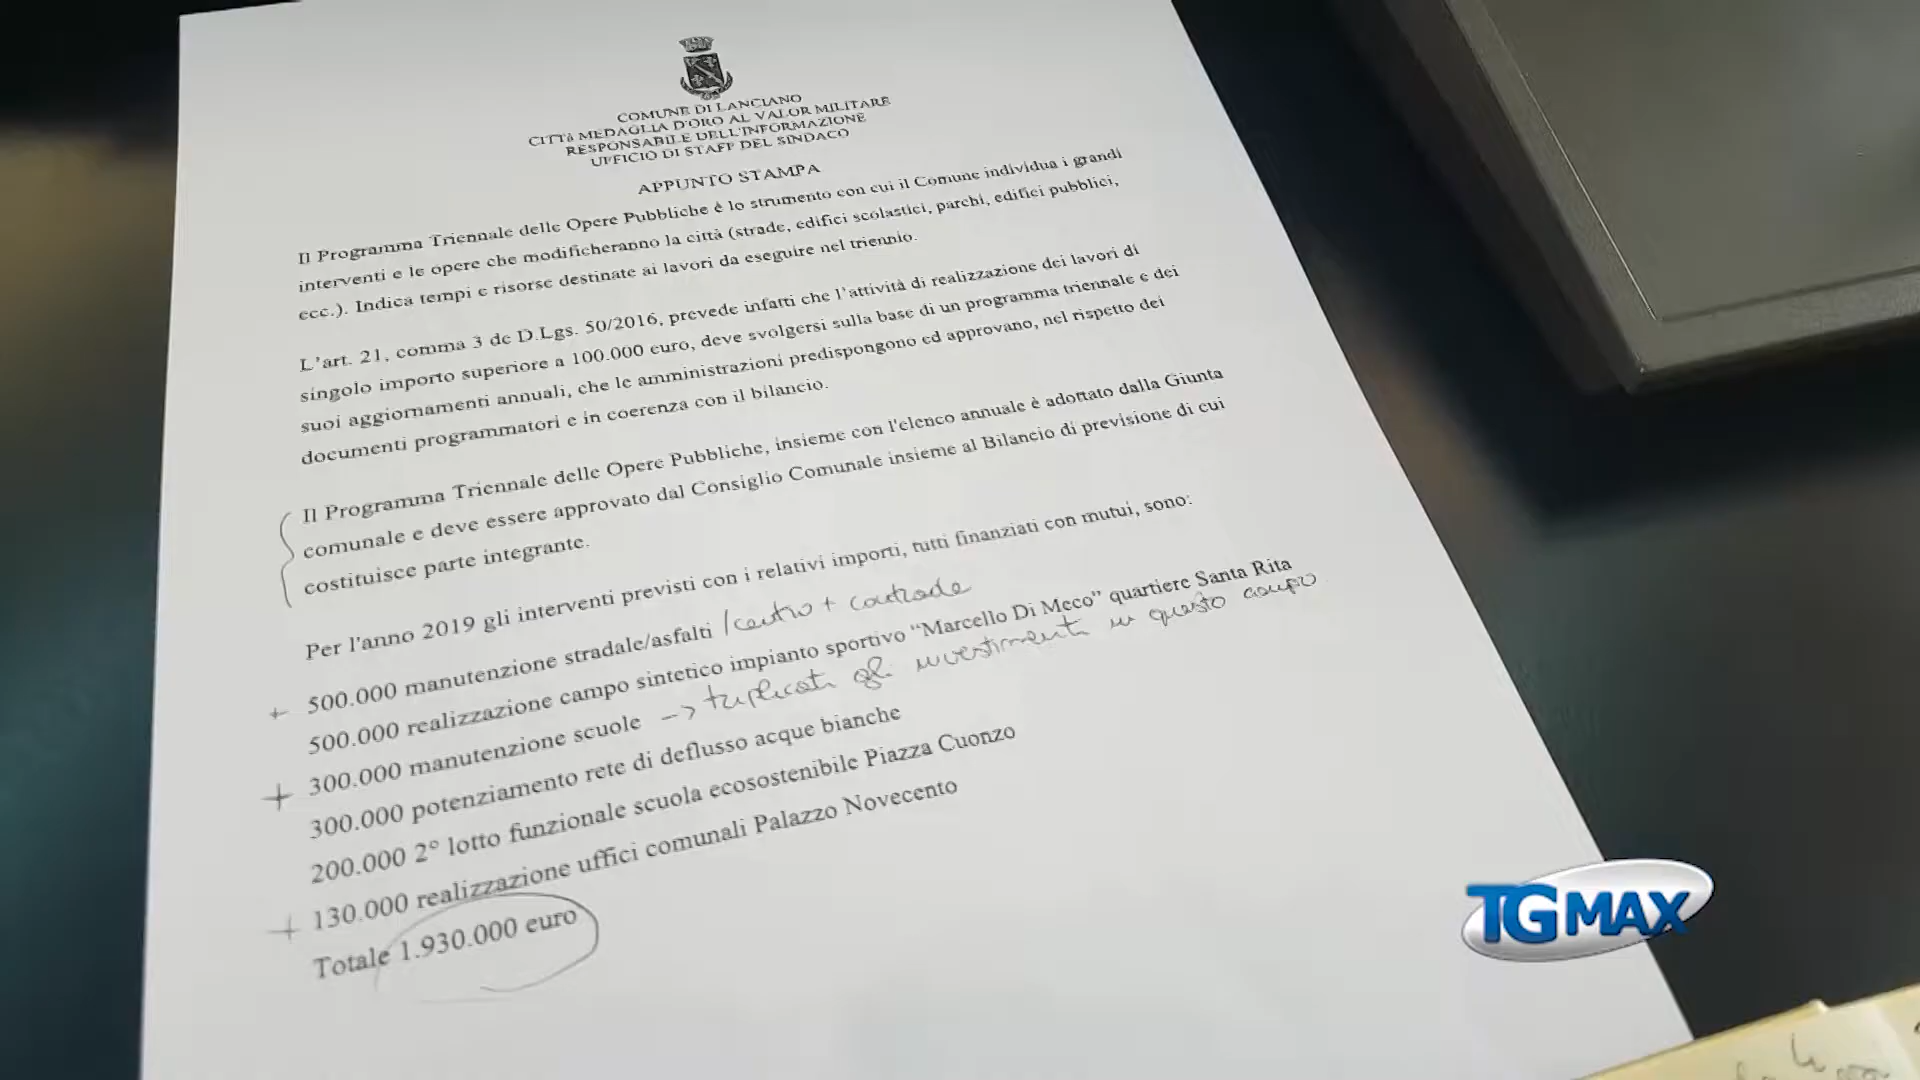 COMUNE DI LANCIANO
CITTà MEDAGLIA D'ORO AL VALOR MILITARE
RESPONSABILE DELL'INFORMAZIONE
UFFICIO DI STAFF DEL SINDACO
APPUNTO STAMPA
Il Programma Triennale delle Opere Pubbliche è lo strumento con cui il Comune individua i grandi
interventi e le opere che modificheranno la città (strade, edifici scolastici, parchi, edifici pubblici,
ecc.). Indica tempi e risorse destinate ai lavori da eseguire nel triennio.
L'art. 21, comma 3 de D.Lgs. 50/2016, prevede infatti che l'attività di realizzazione dei lavori di
singolo importo superiore a 100.000 euro, deve svolgersi sulla base di un programma triennale e dei
suoi aggiornamenti annuali, che le amministrazioni predispongono ed approvano, nel rispetto dei
documenti programmatori e in coerenza con il bilancio.
Il Programma Triennale delle Opere Pubbliche, insieme con l'elenco annuale è adottato dalla Giunta
comunale e deve essere approvato dal Consiglio Comunale insieme al Bilancio di previsione di cui
costituisce parte integrante.
Per l'anno 2019 gli interventi previsti con i relativi importi, tutti finanziati con mutui, sono:
+ 500.000 manutenzione stradale/asfalti /centro + contrade
500.000 realizzazione campo sintetico impianto sportivo “Marcello Di Meco” quartiere Santa Rita
+ 300.000 manutenzione scuole -> triplicati gli investimenti in questo campo
300.000 potenziamento rete di deflusso acque bianche
200.000 2° lotto funzionale scuola ecosostenibile Piazza Cuonzo
+ 130.000 realizzazione uffici comunali Palazzo Novecento
Totale 1.930.000 euro
TG MAX